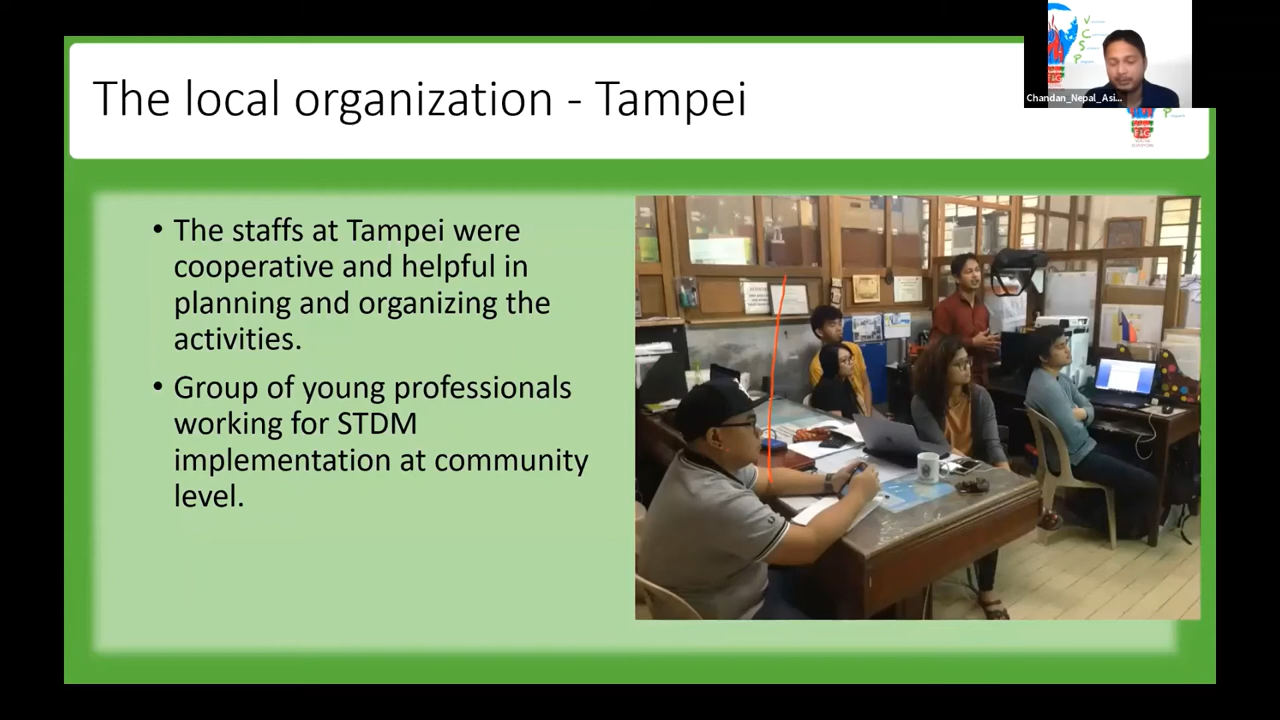 The local organization - Tampei
Chandan_Nepal_Asi...
• The staffs at Tampei were
cooperative and helpful in
planning and organizing the
activities.
• Group of young professionals
working for STDM
implementation at community
level.
V
C
S
P
FIG